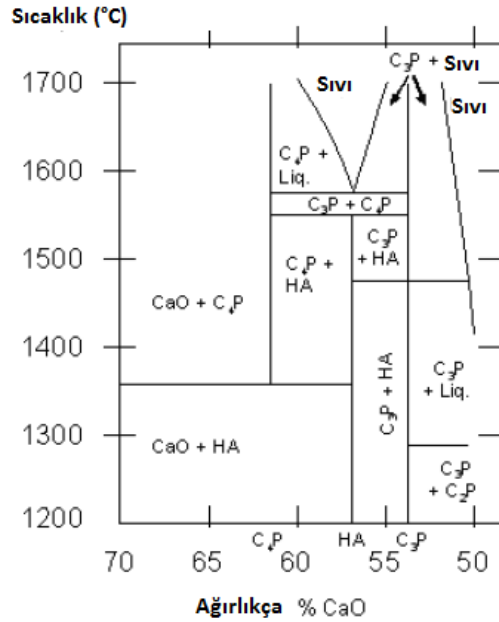 Sıcaklık (°C)
C₃P + Sıvı
1700
Sıvı
Sıvı
C₄P +
Liq.
1600
C₃P + C₄P
C₃P
+ HA
1500
C₄P +
HA
CaO + C₄P
1400
C₃P + HA
C₃P
+ Liq.
1300
CaO + HA
C₃P
+ C₂P
1200
C₄P HA C₃P
70 65 60 55 50
Ağırlıkça % CaO